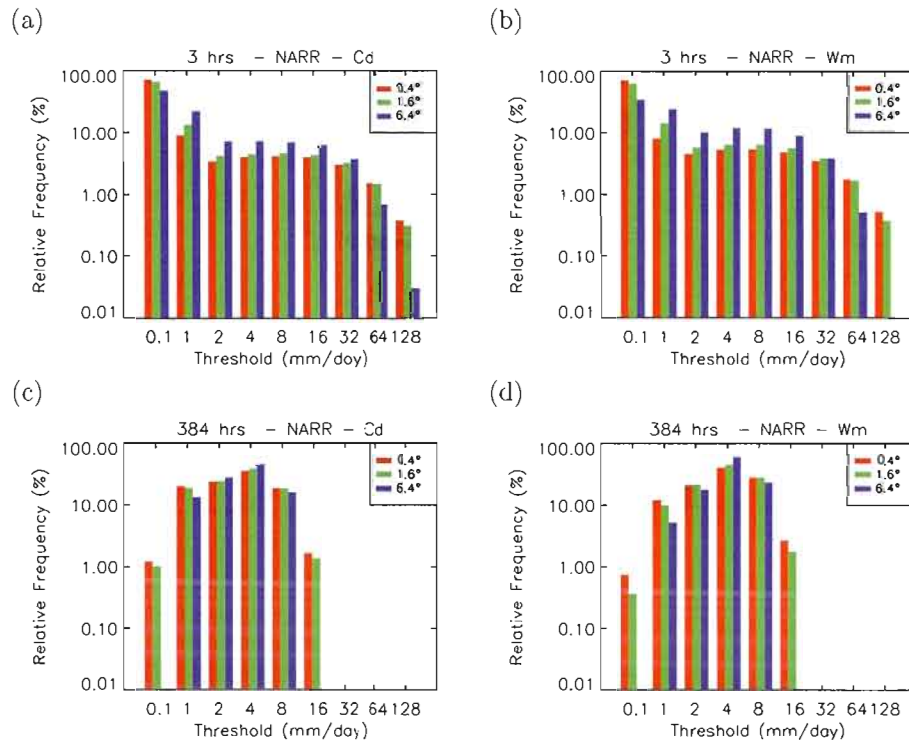 (a)
3 hrs – NARR – Cd
100.00
10.00
1.00
0.10
0.01
Relative Frequency (%)
0.4°
1.6°
6.4°
0.1 1 2 4 8 16 32 64 128
Threshold (mm/day)
(b)
3 hrs – NARR – Wm
100.00
10.00
1.00
0.10
0.01
Relative Frequency (%)
0.4°
1.6°
6.4°
0.1 1 2 4 8 16 32 64 128
Threshold (mm/day)
(c)
384 hrs – NARR – Cd
100.00
10.00
1.00
0.10
0.01
Relative Frequency (%)
0.4°
1.6°
6.4°
0.1 1 2 4 8 16 32 64 128
Threshold (mm/day)
(d)
384 hrs – NARR – Wm
100.00
10.00
1.00
0.10
0.01
Relative Frequency (%)
0.4°
1.6°
6.4°
0.1 1 2 4 8 16 32 64 128
Threshold (mm/day)